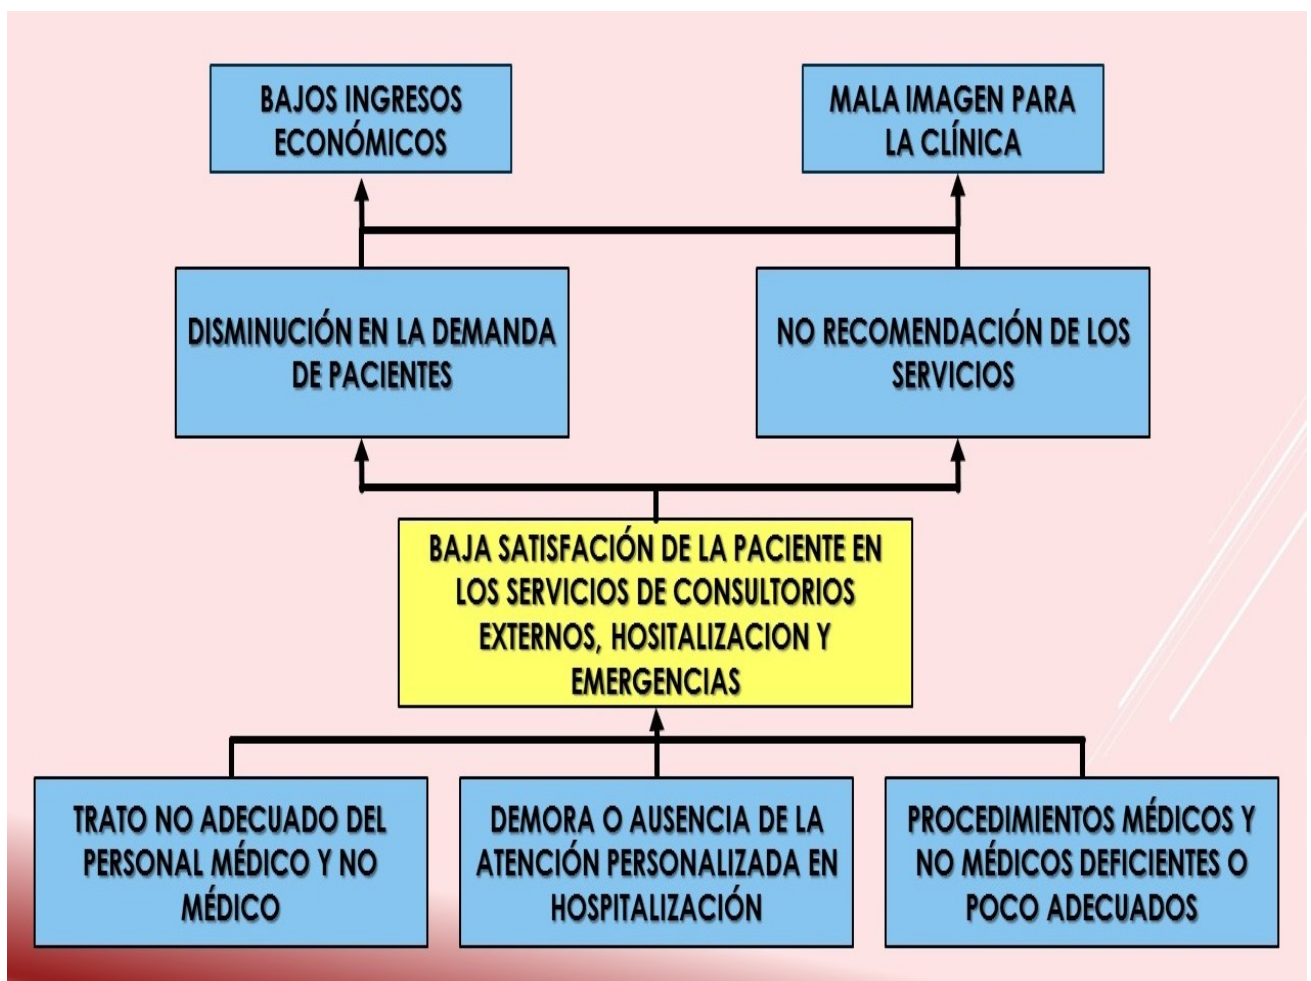 BAJOS INGRESOS
ECONÓMICOS
MALA IMAGEN PARA
LA CLÍNICA
DISMINUCIÓN EN LA DEMANDA
DE PACIENTES
NO RECOMENDACIÓN DE LOS
SERVICIOS
BAJA SATISFACIÓN DE LA PACIENTE EN
LOS SERVICIOS DE CONSULTORIOS
EXTERNOS, HOSITALIZACION Y
EMERGENCIAS
TRATO NO ADECUADO DEL
PERSONAL MÉDICO Y NO
MÉDICO
DEMORA O AUSENCIA DE LA
ATENCIÓN PERSONALIZADA EN
HOSPITALIZACIÓN
PROCEDIMIENTOS MÉDICOS Y
NO MÉDICOS DEFICIENTES O
POCO ADECUADOS